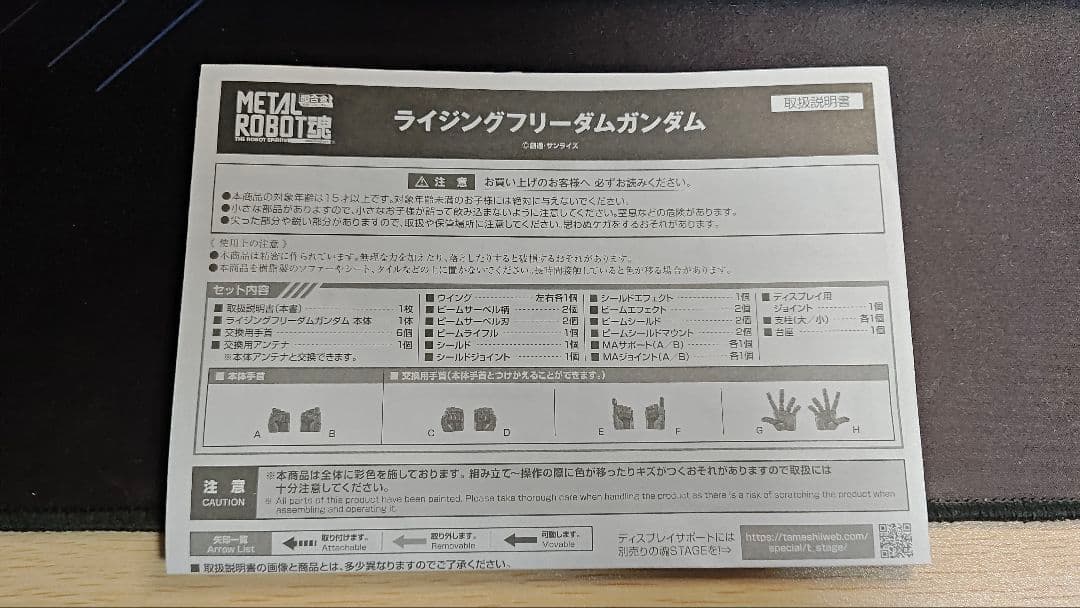 METAL 超合金
ROBOT魂
THE ROBOT SPIRITS
ライジングフリーダムガンダム
取扱説明書
©創通・サンライズ
⚠ 注 意 お買い上げのお客様へ 必ずお読みください。
●本商品の対象年齢は15才以上です。対象年齢未満のお子様には絶対に与えないでください。
●小さな部品がありますので、小さなお子様が誤って飲み込まないように注意してください。窒息などの危険があります。
●尖った部分や鋭い部分がありますので、取扱や保管場所に注意してください。思わぬケガをするおそれがあります。
《 使用上の注意 》
●本商品は精密に作られています。無理な力を加えたり、落としたりすると破損するおそれがあります。
●本商品を樹脂製のソファーやシート、タイルなどの上に置かないでください。長時間接触していると色が移る場合があります。
セット内容
■ 取扱説明書(本書) 1枚
■ ライジングフリーダムガンダム 本体 1体
■ 交換用手首 6個
■ 交換用アンテナ 1個
※本体アンテナと交換できます。
■ ウイング 左右各1個
■ ビームサーベル柄 2個
■ ビームサーベル刃 2個
■ ビームライフル 1個
■ シールド 1個
■ シールドジョイント 1個
■ シールドエフェクト 1個
■ ビームエフェクト 2個
■ ビームシールド 2個
■ ビームシールドマウント 2個
■ MAサポート(A/B) 各1個
■ MAジョイント(A/B) 各1個
■ ディスプレイ用
ジョイント 1個
■ 支柱(大/小) 各1個
■ 台座 1個
■ 本体手首
■ 交換用手首(本体手首とつけかえることができます。)
A B C D E F G H
注 意
CAUTION
※本商品は全体に彩色を施しております。組み立て〜操作の際に色が移ったりキズがつくおそれがありますので取扱には
十分注意してください。
※ All parts of this product have been painted. Please take thorough care when handling the product as there is a risk of scratching the product when
assembling and operating it.
矢印一覧
Arrow List
取り付けます。
Attachable
取り外します。
Removable
可動します。
Movable
ディスプレイサポートには
別売りの魂STAGEを!⇒
https://tamashiiweb.com/
special/t_stage/
■ 取扱説明書の画像と商品とは、多少異なりますのでご了承ください。